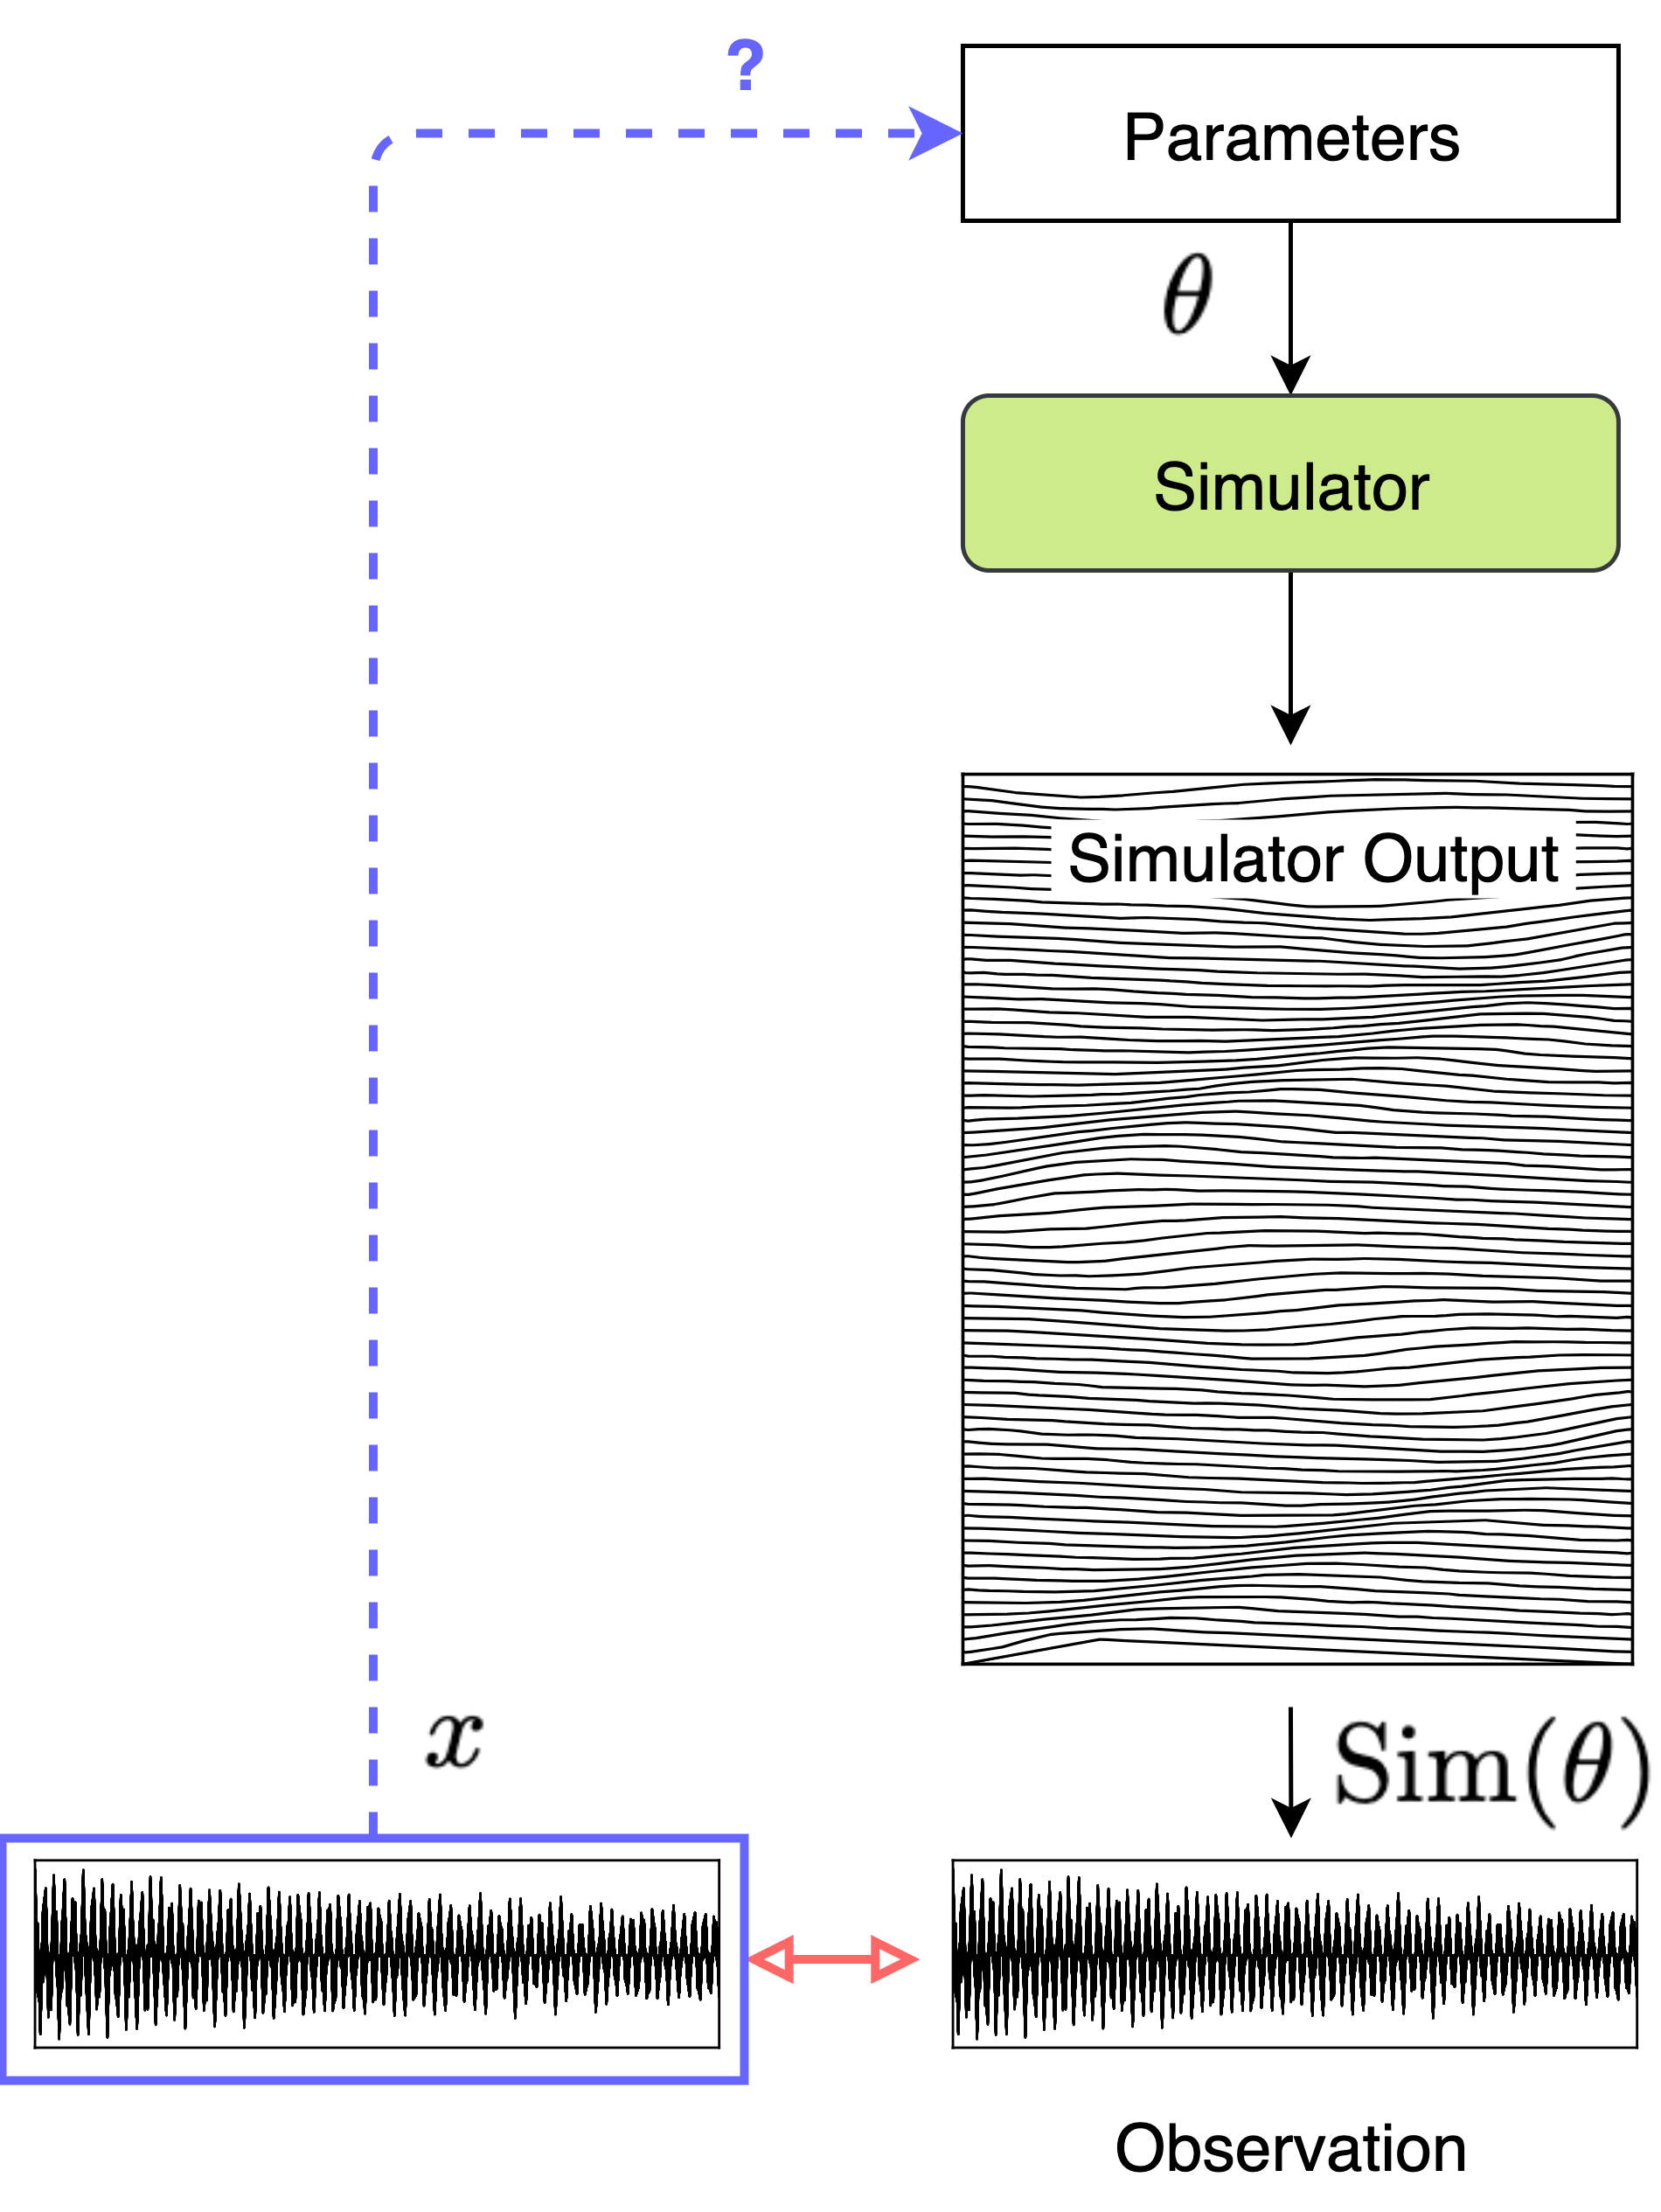 ?
Parameters
θ
Simulator
Simulator Output
x
Sim(θ)
Observation